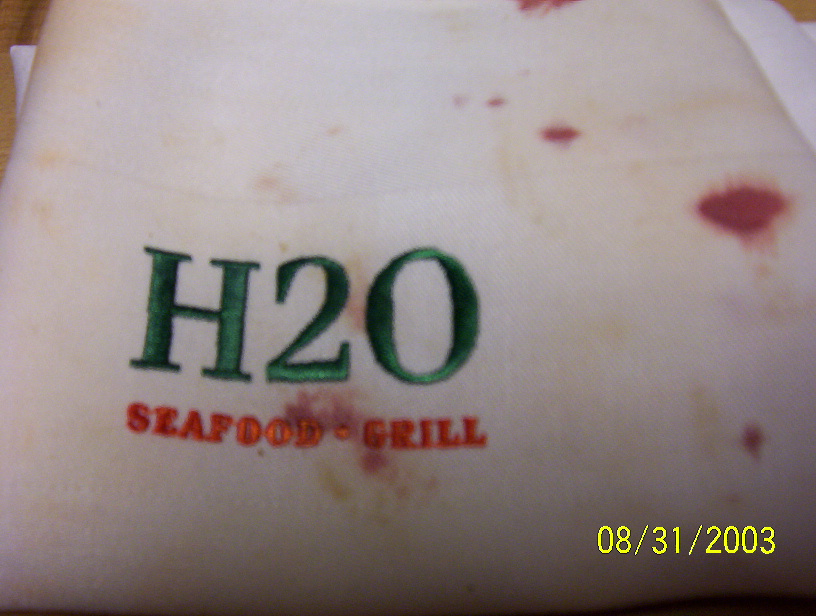 H2O
SEAFOOD • GRILL
08/31/2003